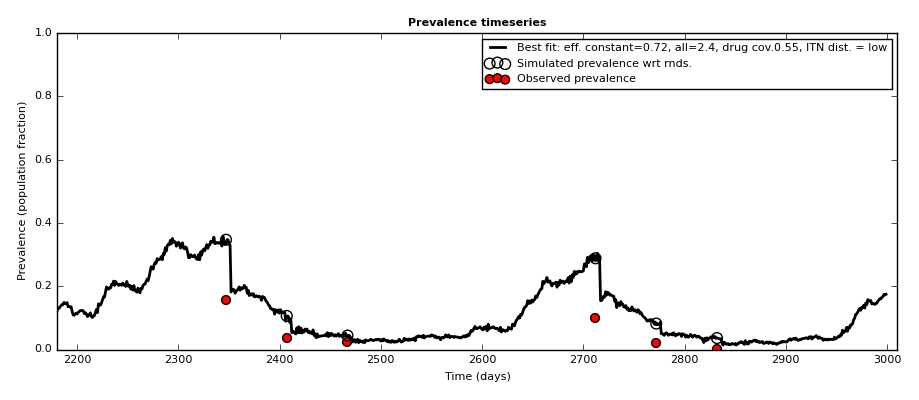 Prevalence timeseries
Best fit: eff. constant=0.72, all=2.4, drug cov.0.55, ITN dist. = low
Simulated prevalence wrt rnds.
Observed prevalence
Prevalence (population fraction)
1.0
0.8
0.6
0.4
0.2
0.0
2200 2300 2400 2500 2600 2700 2800 2900 3000
Time (days)